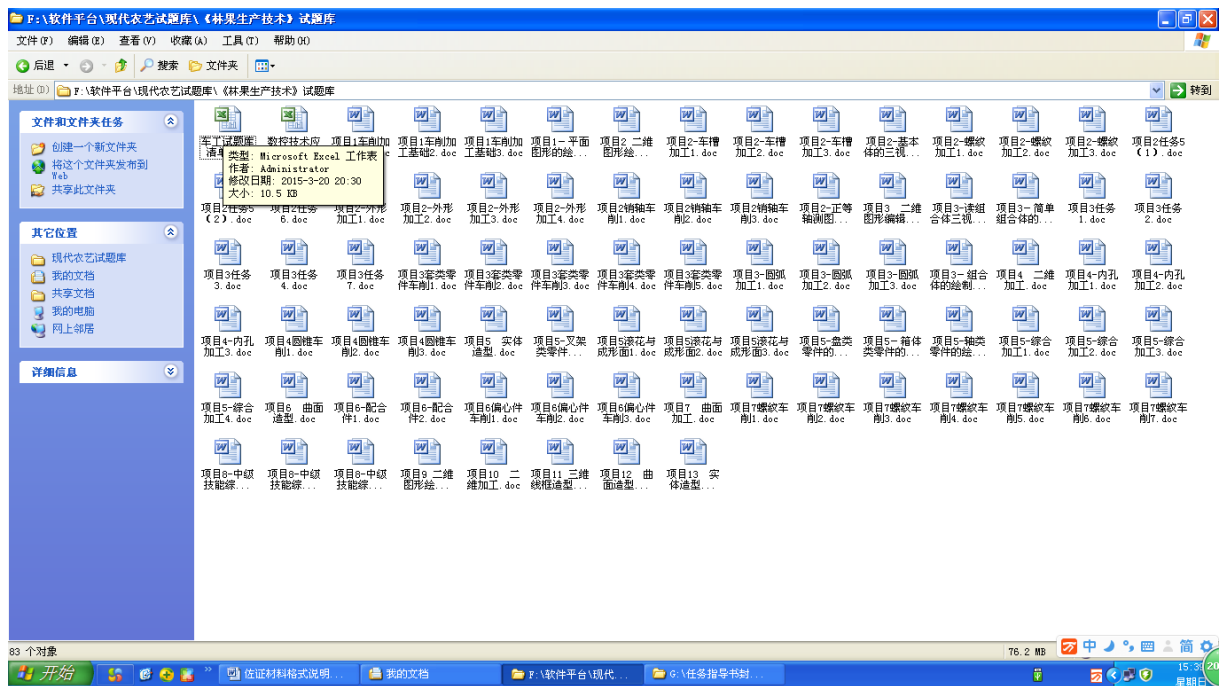 F:\软件平台\现代农艺试题库\《林果生产技术》试题库
文件(F) 编辑(E) 查看(V) 收藏(A) 工具(T) 帮助(H)
后退 搜索 文件夹
地址(D) F:\软件平台\现代农艺试题库\《林果生产技术》试题库 转到
文件和文件夹任务
创建一个新文件夹
将这个文件夹发布到
Web
共享此文件夹
其它位置
现代农艺试题库
我的文档
共享文档
我的电脑
网上邻居
详细信息
车工试题库 数控技术应 项目1车削加 项目1车削加 项目1车削加 项目1-平面 项目2 二维 项目2-车槽 项目2-车槽 项目2-车槽 项目2-基本 项目2-螺纹 项目2-螺纹 项目2-螺纹 项目2任务5
清单 工基础2.doc 工基础3.doc 图形的绘... 图形绘... 加工1.doc 加工2.doc 加工3.doc 体的三视... 加工1.doc 加工2.doc 加工3.doc (1).doc
类型: Microsoft Excel 工作表
作者: Administrator
修改日期: 2015-3-20 20:30
大小: 10.5 KB
项目2任务5 项目2任务 项目2-外形 项目2-外形 项目2-外形 项目2-外形 项目2销轴车 项目2销轴车 项目2销轴车 项目2-正等 项目3 二维 项目3-读组 项目3-简单 项目3任务 项目3任务
(2).doc 6.doc 加工1.doc 加工2.doc 加工3.doc 加工4.doc 削1.doc 削2.doc 削3.doc 轴测图... 图形编辑... 合体三视... 组合体的... 1.doc 2.doc
项目3任务 项目3任务 项目3任务 项目3套类零 项目3套类零 项目3套类零 项目3套类零 项目3套类零 项目3-圆弧 项目3-圆弧 项目3-圆弧 项目3-组合 项目4 二维 项目4-内孔 项目4-内孔
3.doc 4.doc 7.doc 件车削1.doc 件车削2.doc 件车削3.doc 件车削4.doc 件车削5.doc 加工1.doc 加工2.doc 加工3.doc 体的绘制... 加工.doc 加工1.doc 加工2.doc
项目4-内孔 项目4圆锥车 项目4圆锥车 项目4圆锥车 项目5 实体 项目5-叉架 项目5滚花与 项目5滚花与 项目5滚花与 项目5-盘类 项目5-箱体 项目5-轴类 项目5-综合 项目5-综合 项目5-综合
加工3.doc 削1.doc 削2.doc 削3.doc 造型.doc 类零件... 成形面1.doc 成形面2.doc 成形面3.doc 零件的... 类零件的... 零件的绘... 加工1.doc 加工2.doc 加工3.doc
项目5-综合 项目6 曲面 项目6-配合 项目6-配合 项目6偏心件 项目6偏心件 项目6偏心件 项目7 曲面 项目7螺纹车 项目7螺纹车 项目7螺纹车 项目7螺纹车 项目7螺纹车 项目7螺纹车 项目7螺纹车
加工4.doc 造型.doc 件1.doc 件2.doc 车削1.doc 车削2.doc 车削3.doc 加工.doc 削1.doc 削2.doc 削3.doc 削4.doc 削5.doc 削6.doc 削7.doc
项目8-中级 项目8-中级 项目8-中级 项目9 二维 项目10 二 项目11 三维 项目12 曲 项目13 实
技能综... 技能综... 技能综... 图形绘... 维加工.doc 线框造型... 面造型... 体造型...
83 个对象 76.2 MB
中 简
开始 佐证材料格式说明... 我的文档 F:\软件平台\现代... G:\任务指导书封...
星期日